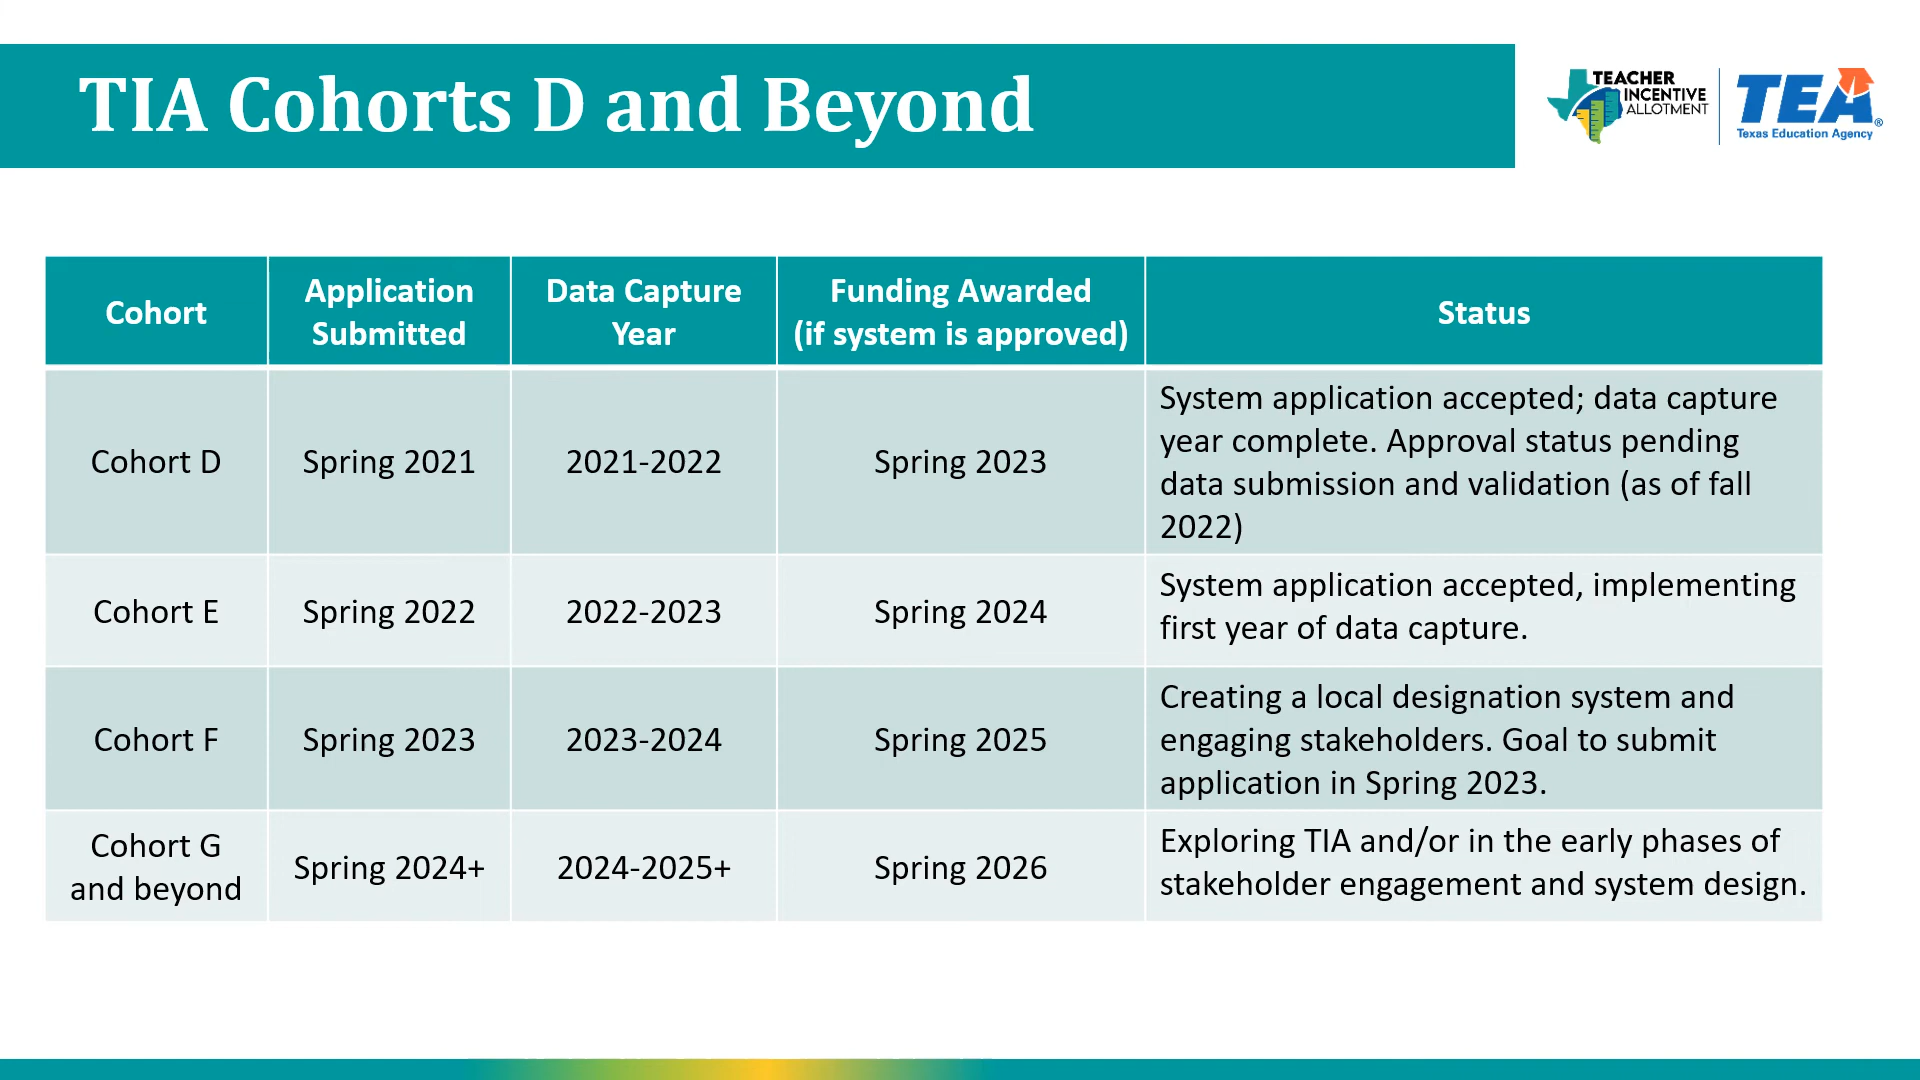 TIA Cohorts D and Beyond
TEACHER
INCENTIVE
ALLOTMENT
TEA®
Texas Education Agency
Cohort
Application
Submitted
Data Capture
Year
Funding Awarded
(if system is approved)
Status
Cohort D
Spring 2021
2021-2022
Spring 2023
System application accepted; data capture
year complete. Approval status pending
data submission and validation (as of fall
2022)
Cohort E
Spring 2022
2022-2023
Spring 2024
System application accepted, implementing
first year of data capture.
Cohort F
Spring 2023
2023-2024
Spring 2025
Creating a local designation system and
engaging stakeholders. Goal to submit
application in Spring 2023.
Cohort G
and beyond
Spring 2024+
2024-2025+
Spring 2026
Exploring TIA and/or in the early phases of
stakeholder engagement and system design.